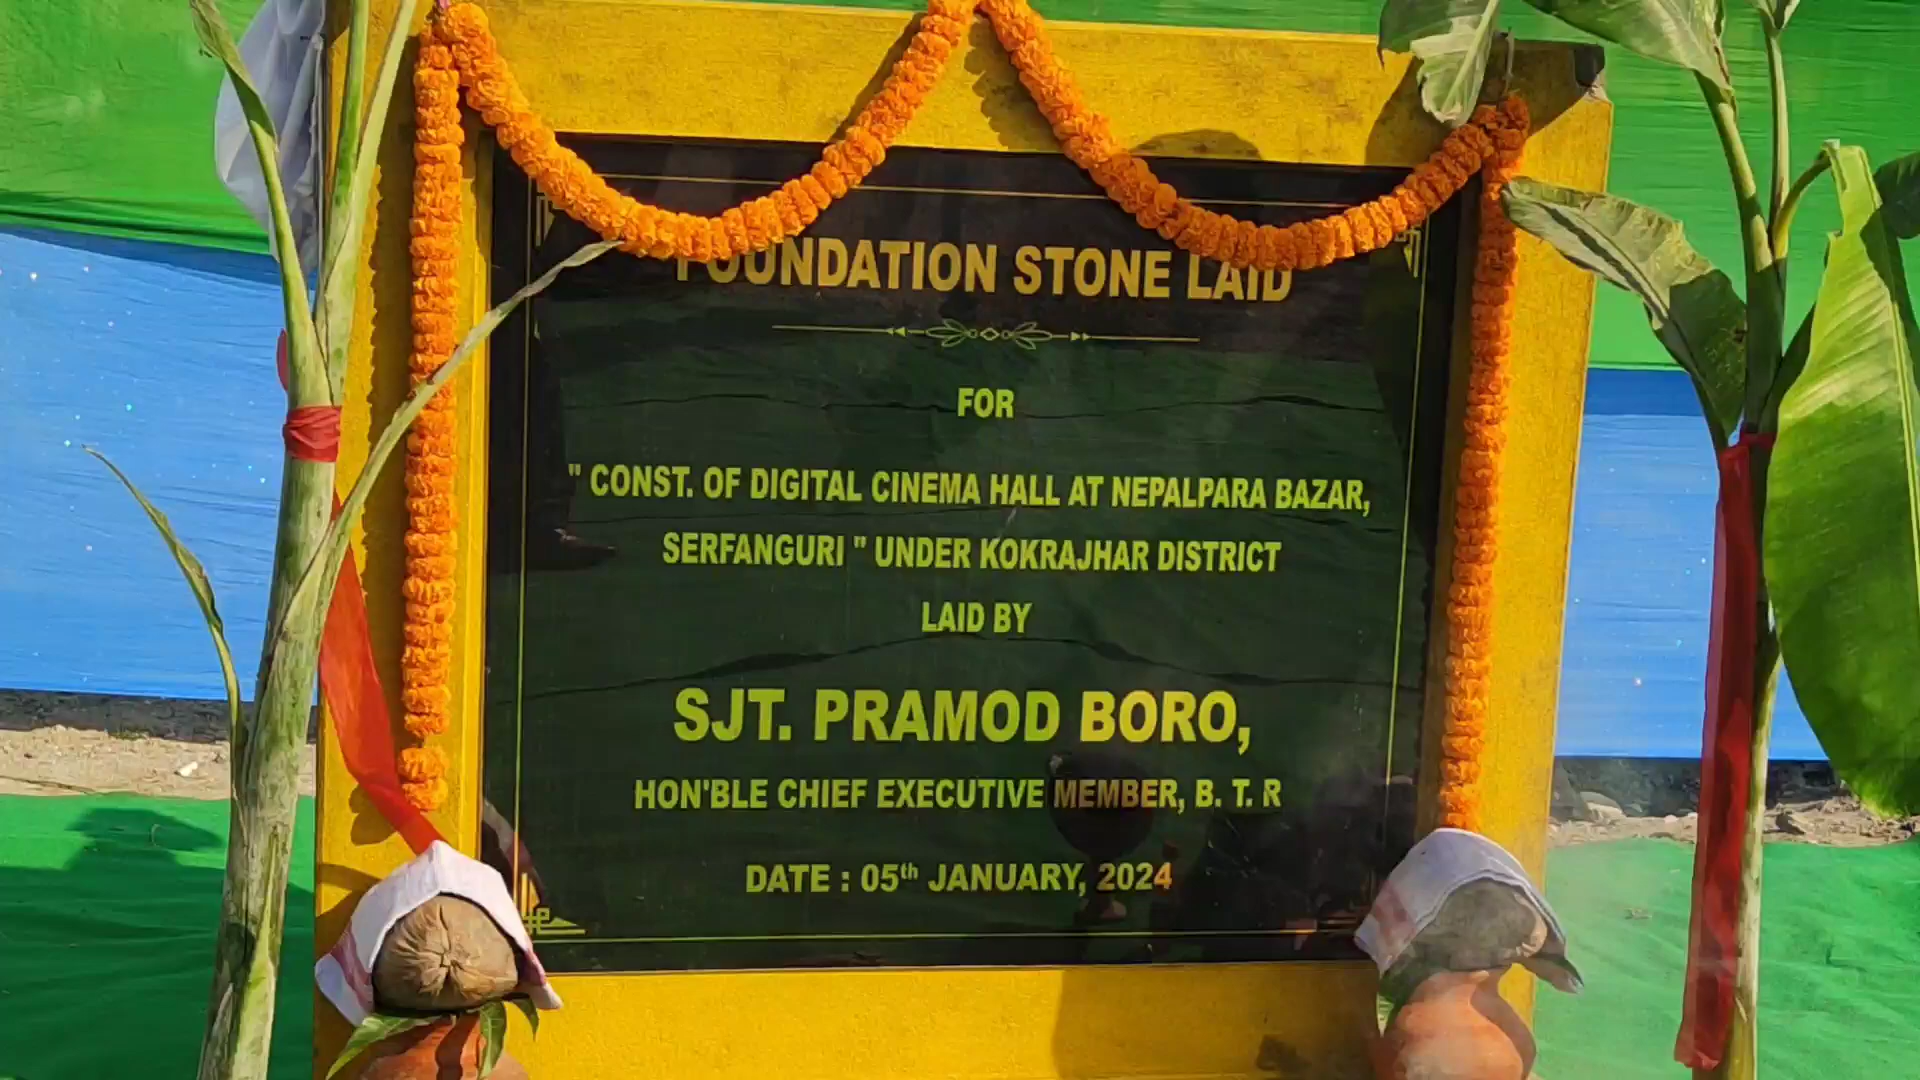 FOUNDATION STONE LAID
FOR
" CONST. OF DIGITAL CINEMA HALL AT NEPALPARA BAZAR,
SERFANGURI " UNDER KOKRAJHAR DISTRICT
LAID BY
SJT. PRAMOD BORO,
HON'BLE CHIEF EXECUTIVE MEMBER, B. T. R
DATE : 05th JANUARY, 2024